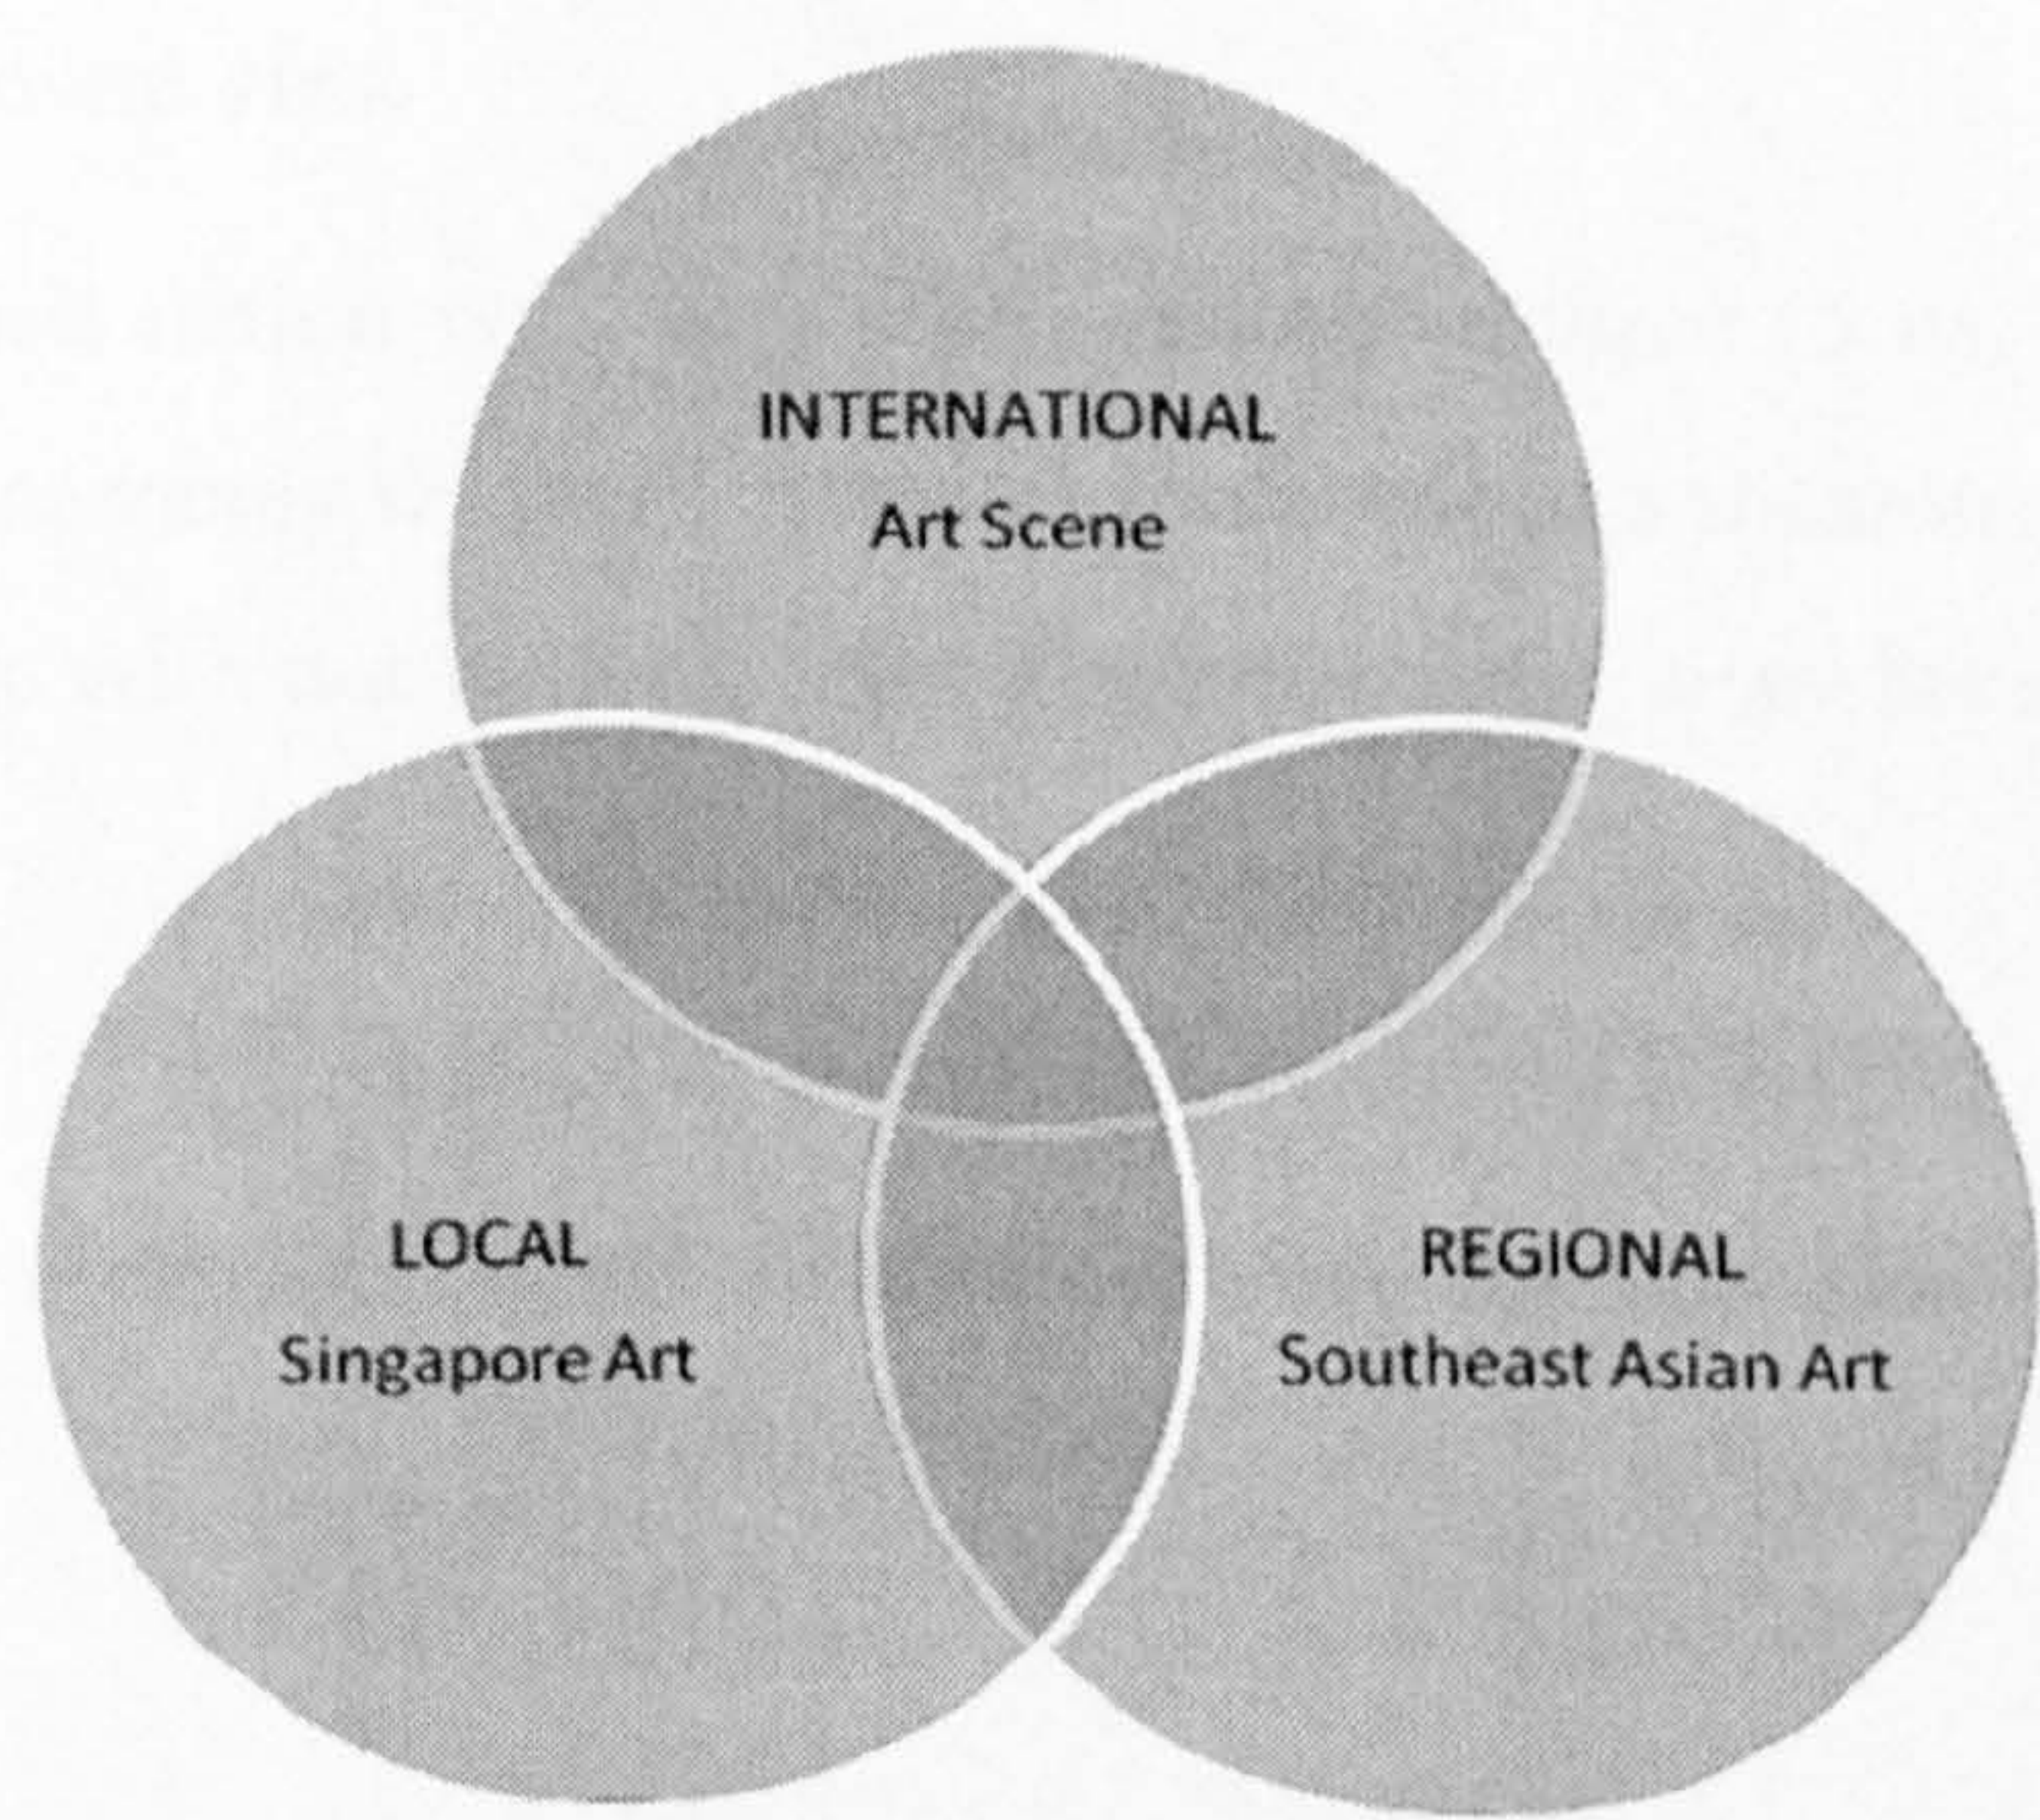 INTERNATIONAL
Art Scene
LOCAL
Singapore Art
REGIONAL
Southeast Asian Art